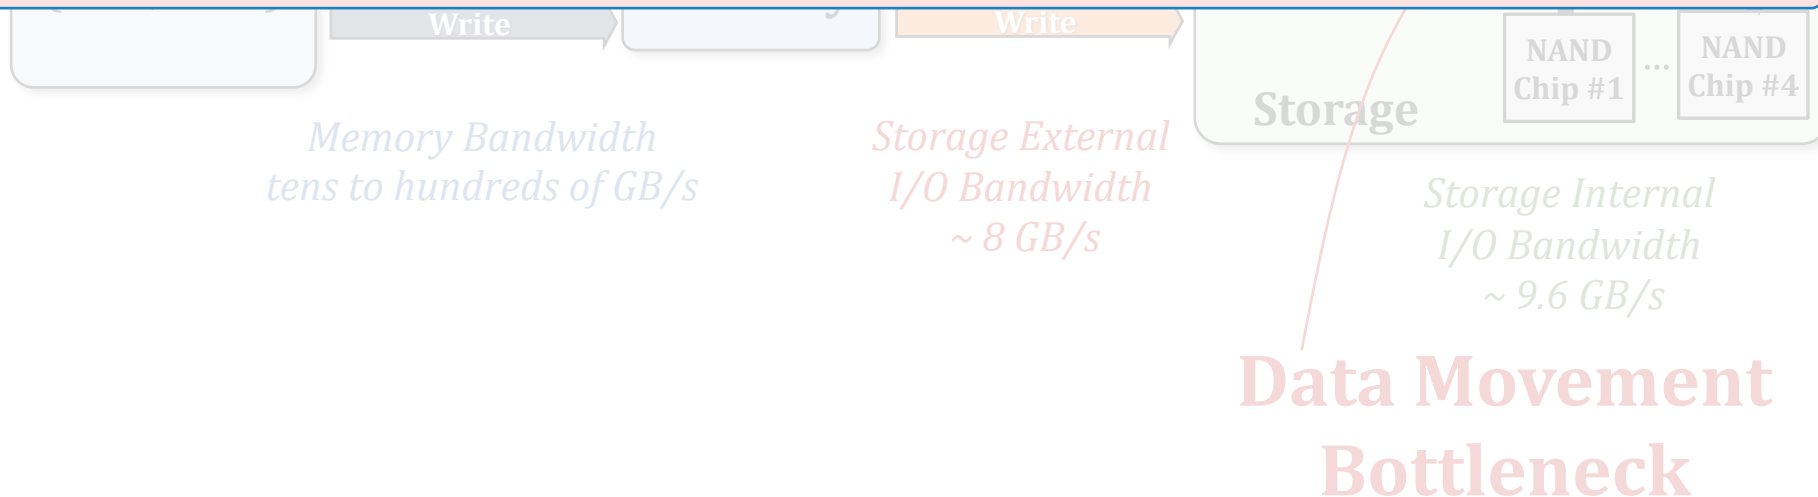 Write
Write
NAND
Chip #1
...
NAND
Chip #4
Storage
Memory Bandwidth
tens to hundreds of GB/s
Storage External
I/O Bandwidth
~ 8 GB/s
Storage Internal
I/O Bandwidth
~ 9.6 GB/s
Data Movement
Bottleneck